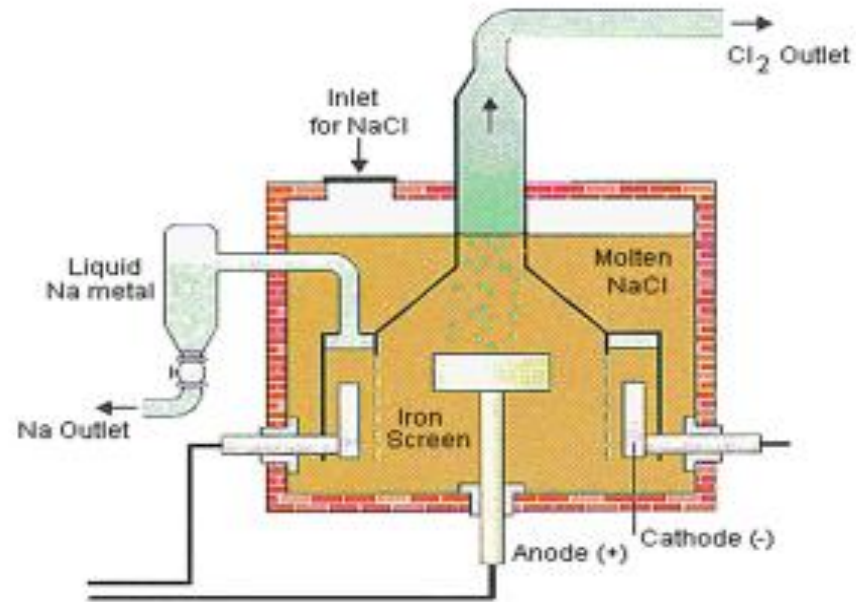 Cl2 Outlet
Inlet
for NaCl
Liquid
Na metal
Molten
NaCl
Iron
Screen
Na Outlet
Anode (+)
Cathode (-)